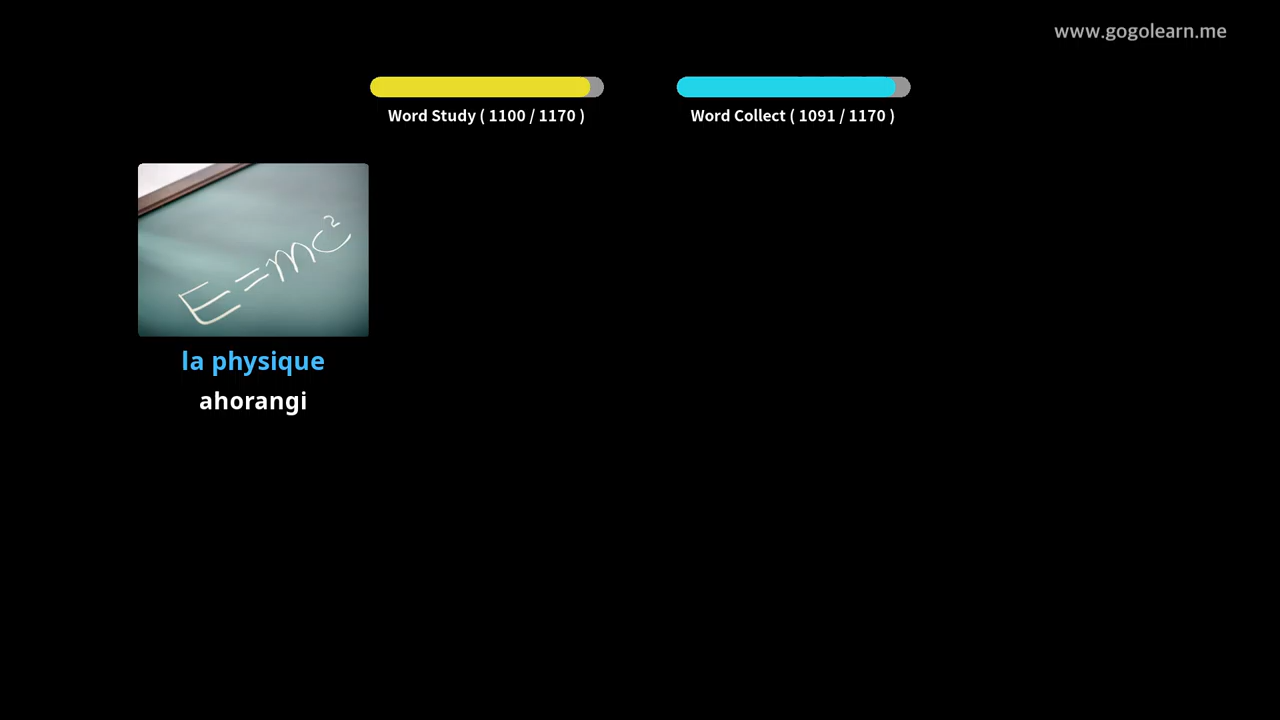 www.gogolearn.me
Word Study ( 1100 / 1170 )
Word Collect ( 1091 / 1170 )
E=mc²
la physique
ahorangi